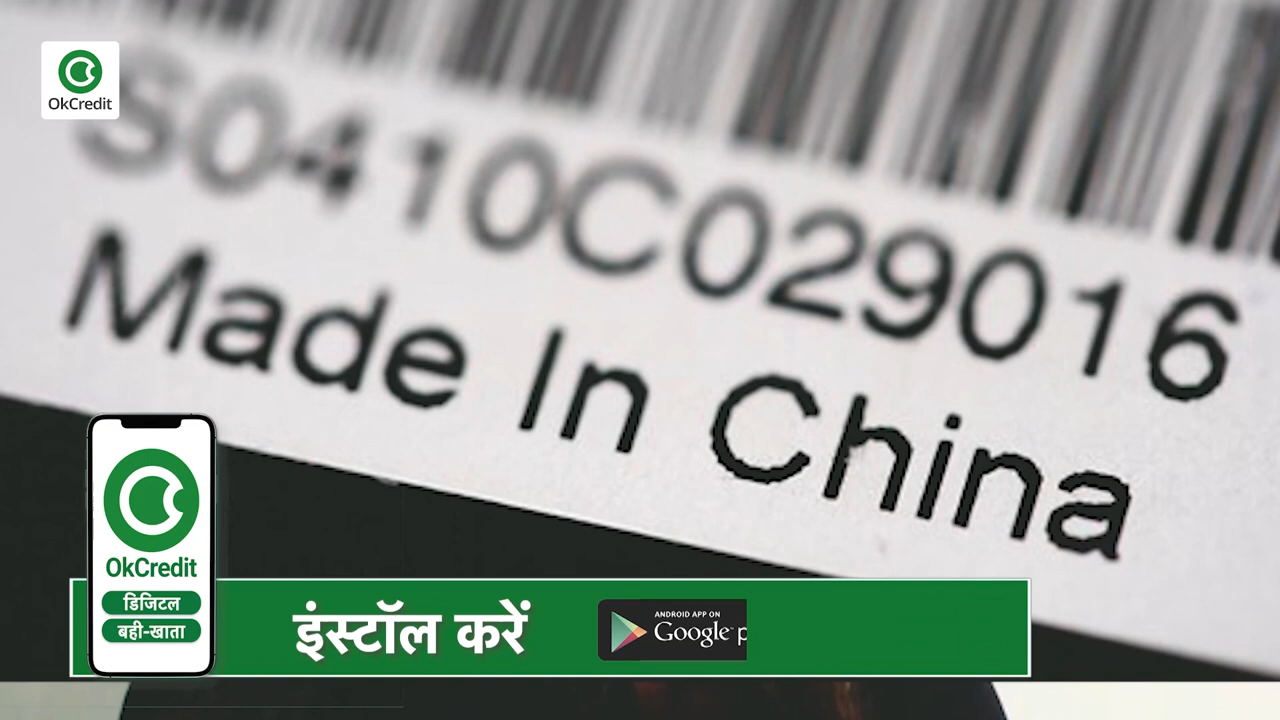 OkCredit
S0410C029016
Made In China
OkCredit
डिजिटल
बही-खाता
इंस्टॉल करें
ANDROID APP ON
Google p